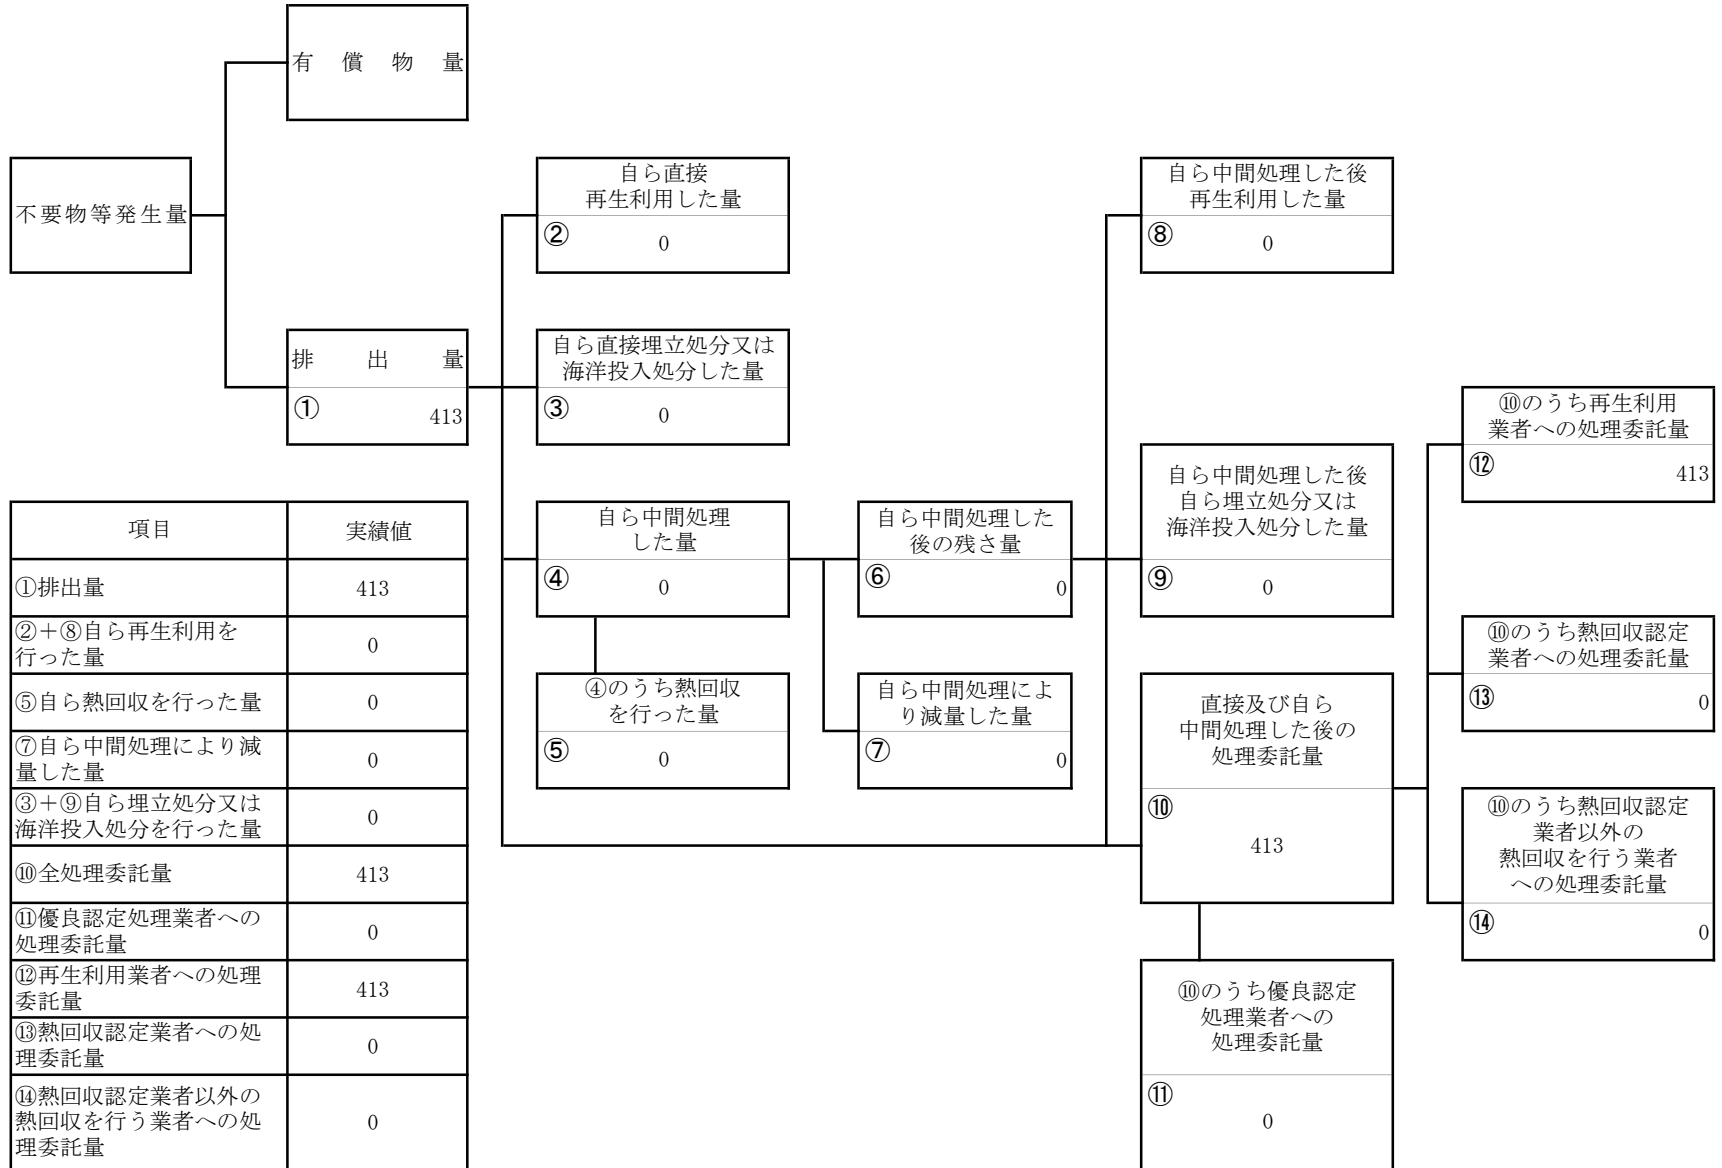 有償物量
不要物等発生量
自ら直接
再生利用した量
②
0
自ら中間処理した後
再生利用した量
⑧
0
排出量
①
413
自ら直接埋立処分又は
海洋投入処分した量
③
0
⑩のうち再生利用
業者への処理委託量
⑫
413
自ら中間処理
した量
④
0
自ら中間処理した
後の残さ量
⑥
0
自ら中間処理した後
自ら埋立処分又は
海洋投入処分した量
⑨
0
⑩のうち熱回収認定
業者への処理委託量
⑬
0
④のうち熱回収
を行った量
⑤
0
自ら中間処理によ
り減量した量
⑦
0
直接及び自ら
中間処理した後の
処理委託量
⑩
413
⑩のうち熱回収認定
業者以外の
熱回収を行う業者
への処理委託量
⑭
0
⑩のうち優良認定
処理業者への
処理委託量
⑪
0
項目 実績値
①排出量 413
②＋⑧自ら再生利用を
行った量 0
⑤自ら熱回収を行った量 0
⑦自ら中間処理により減
量した量 0
③＋⑨自ら埋立処分又は
海洋投入処分を行った量 0
⑩全処理委託量 413
⑪優良認定処理業者への
処理委託量 0
⑫再生利用業者への処理
委託量 413
⑬熱回収認定業者への処
理委託量 0
⑭熱回収認定業者以外の
熱回収を行う業者への処
理委託量 0